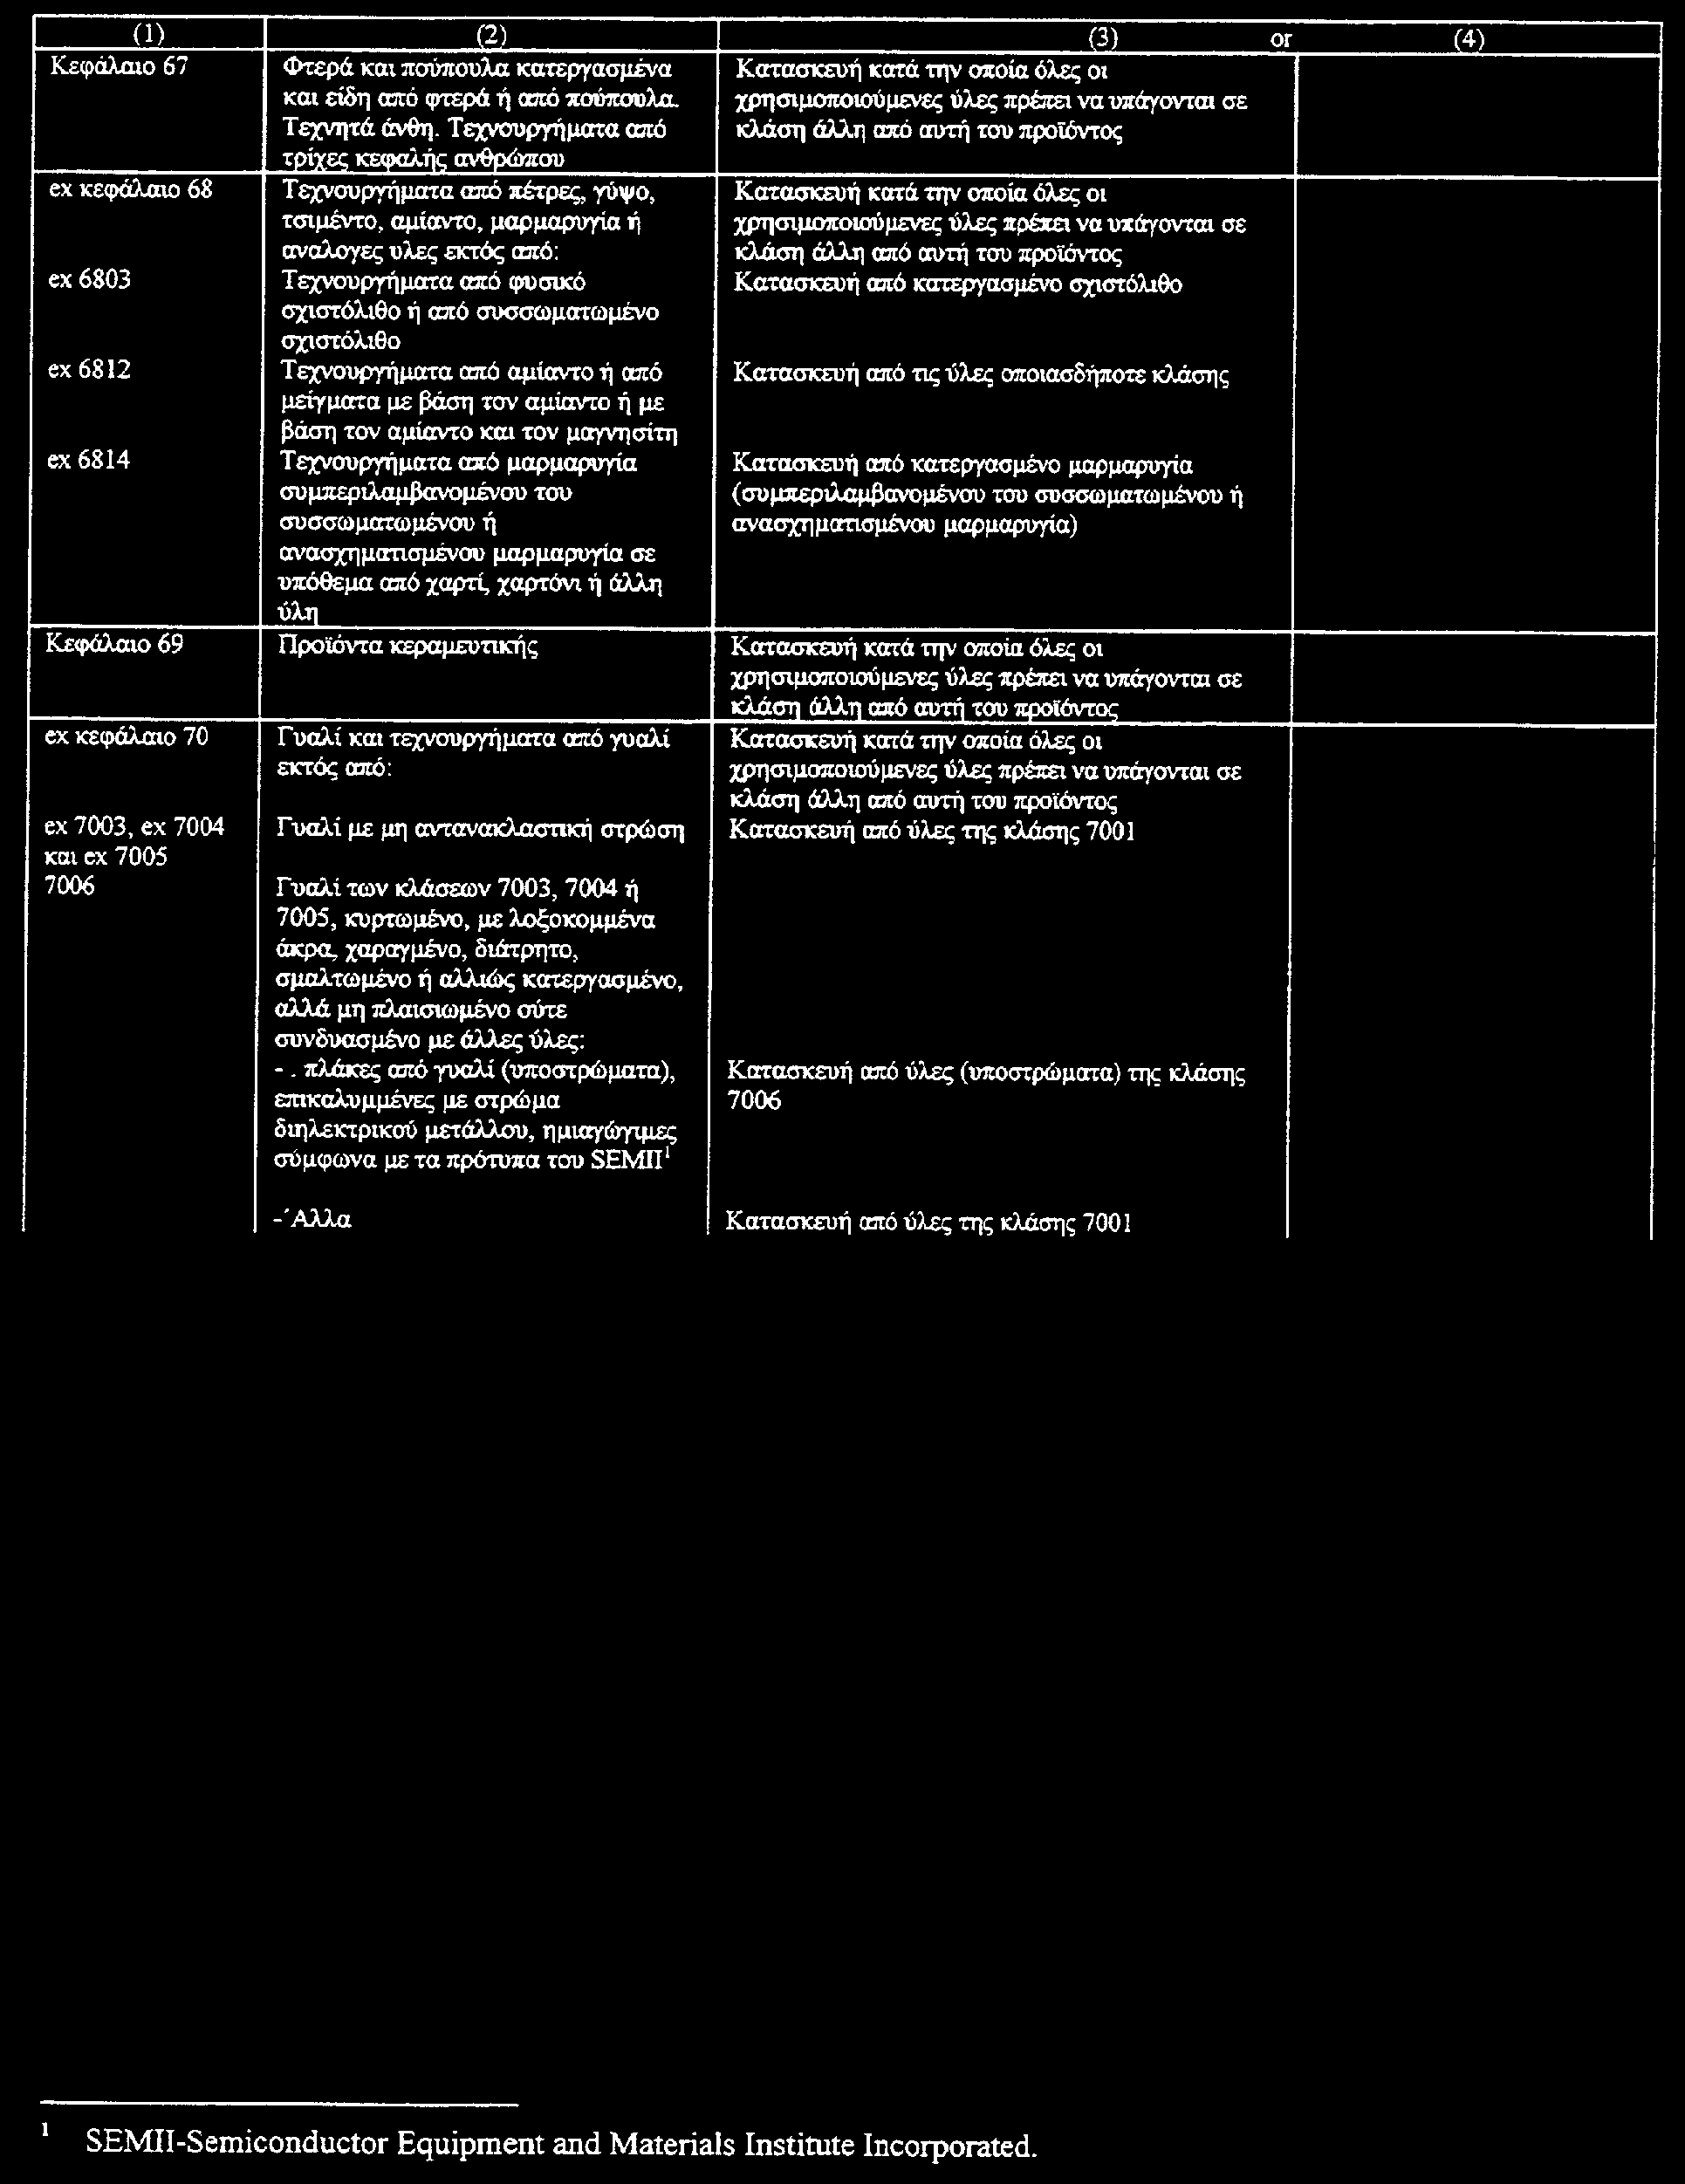 (1) (2) (3) or (4)
Κεφάλαιο 67
Φτερά και πούπουλα κατεργασμένα
και είδη από φτερά ή από πούπουλα.
Τεχνητά άνθη. Τεχνουργήματα από
τρίχες κεφαλής ανθρώπου
Κατασκευή κατά την οποία όλες οι
χρησιμοποιούμενες ύλες πρέπει να υπάγονται σε
κλάση άλλη από αυτή του προϊόντος
ex κεφάλαιο 68
Τεχνουργήματα από πέτρες, γύψο,
τσιμέντο, αμίαντο, μαρμαρυγία ή
αναλογες υλες εκτός από:
Κατασκευή κατά την οποία όλες οι
χρησιμοποιούμενες ύλες πρέπει να υπάγονται σε
κλάση άλλη από αυτή του προϊόντος
ex 6803
Τεχνουργήματα από φυσικό
σχιστόλιθο ή από συσσωματωμένο
σχιστόλιθο
Κατασκευή από κατεργασμένο σχιστόλιθο
ex 6812
Τεχνουργήματα από αμίαντο ή από
μείγματα με βάση τον αμίαντο ή με
βάση τον αμίαντο και τον μαγνησίτη
Κατασκευή από τις ύλες οποιασδήποτε κλάσης
ex 6814
Τεχνουργήματα από μαρμαρυγία
συμπεριλαμβανομένου του
συσσωματωμένου ή
ανασχηματισμένου μαρμαρυγία σε
υπόθεμα από χαρτί, χαρτόνι ή άλλη
ύλη
Κατασκευή από κατεργασμένο μαρμαρυγία
(συμπεριλαμβανομένου του συσσωματωμένου ή
ανασχηματισμένου μαρμαρυγία)
Κεφάλαιο 69
Προϊόντα κεραμευτικής
Κατασκευή κατά την οποία όλες οι
χρησιμοποιούμενες ύλες πρέπει να υπάγονται σε
κλάση άλλη από αυτή του προϊόντος
ex κεφάλαιο 70
Γυαλί και τεχνουργήματα από γυαλί
εκτός από:
Κατασκευή κατά την οποία όλες οι
χρησιμοποιούμενες ύλες πρέπει να υπάγονται σε
κλάση άλλη από αυτή του προϊόντος
ex 7003, ex 7004
και ex 7005
Γυαλί με μη αντανακλαστική στρώση
Κατασκευή από ύλες της κλάσης 7001
7006
Γυαλί των κλάσεων 7003, 7004 ή
7005, κυρτωμένο, με λοξοκομμένα
άκρα, χαραγμένο, διάτρητο,
σμαλτωμένο ή αλλιώς κατεργασμένο,
αλλά μη πλαισιωμένο ούτε
συνδυασμένο με άλλες ύλες:
- . πλάκες από γυαλί (υποστρώματα),
επικαλυμμένες με στρώμα
διηλεκτρικού μετάλλου, ημιαγώγιμες
σύμφωνα με τα πρότυπα του SEMII¹
Κατασκευή από ύλες (υποστρώματα) της κλάσης
7006
-Άλλα
Κατασκευή από ύλες της κλάσης 7001
¹ SEMII-Semiconductor Equipment and Materials Institute Incorporated.